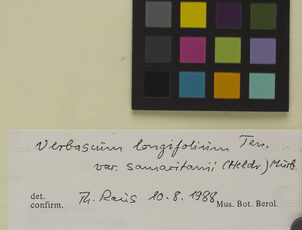 Verbascum longifolium Ten.
var. samaritanii (Heldr.) Murb.
det.
confirm. Th. Raus 10.8.1988 Mus. Bot. Berol.